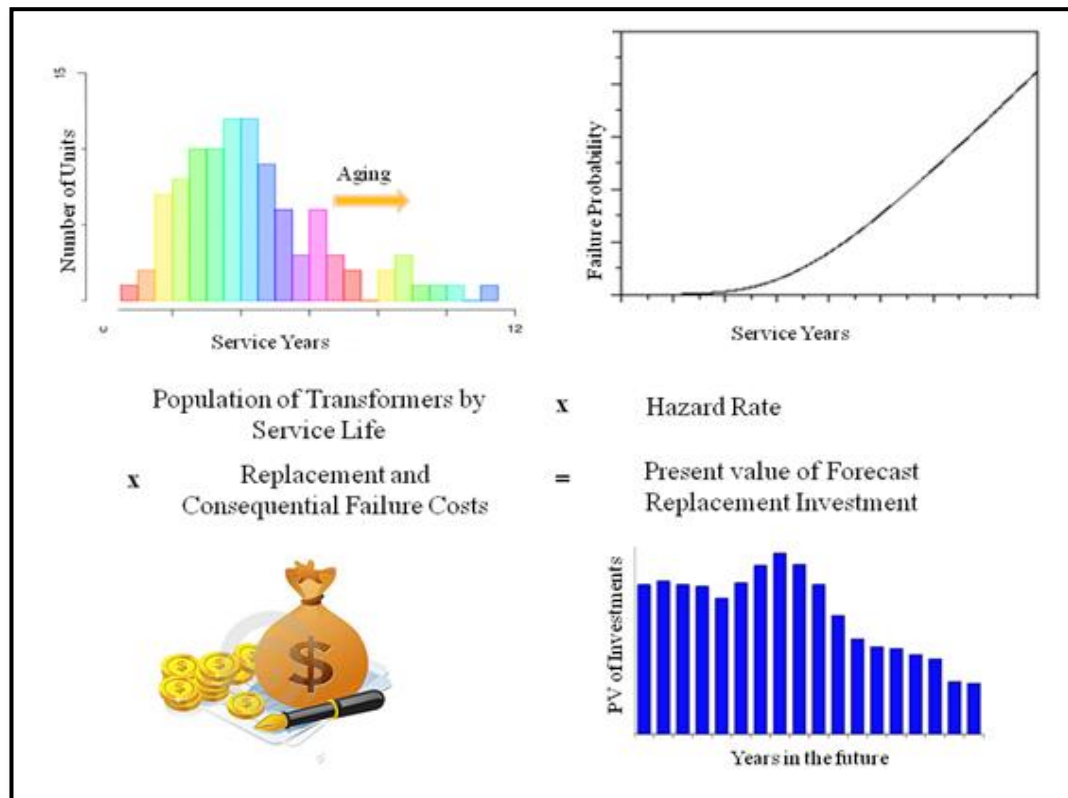 15
Number of Units
Aging
0
12
Service Years
Failure Probability
Service Years
Population of Transformers by
Service Life
x
Hazard Rate
x
Replacement and
Consequential Failure Costs
=
Present value of Forecast
Replacement Investment
$
PV of Investments
Years in the future